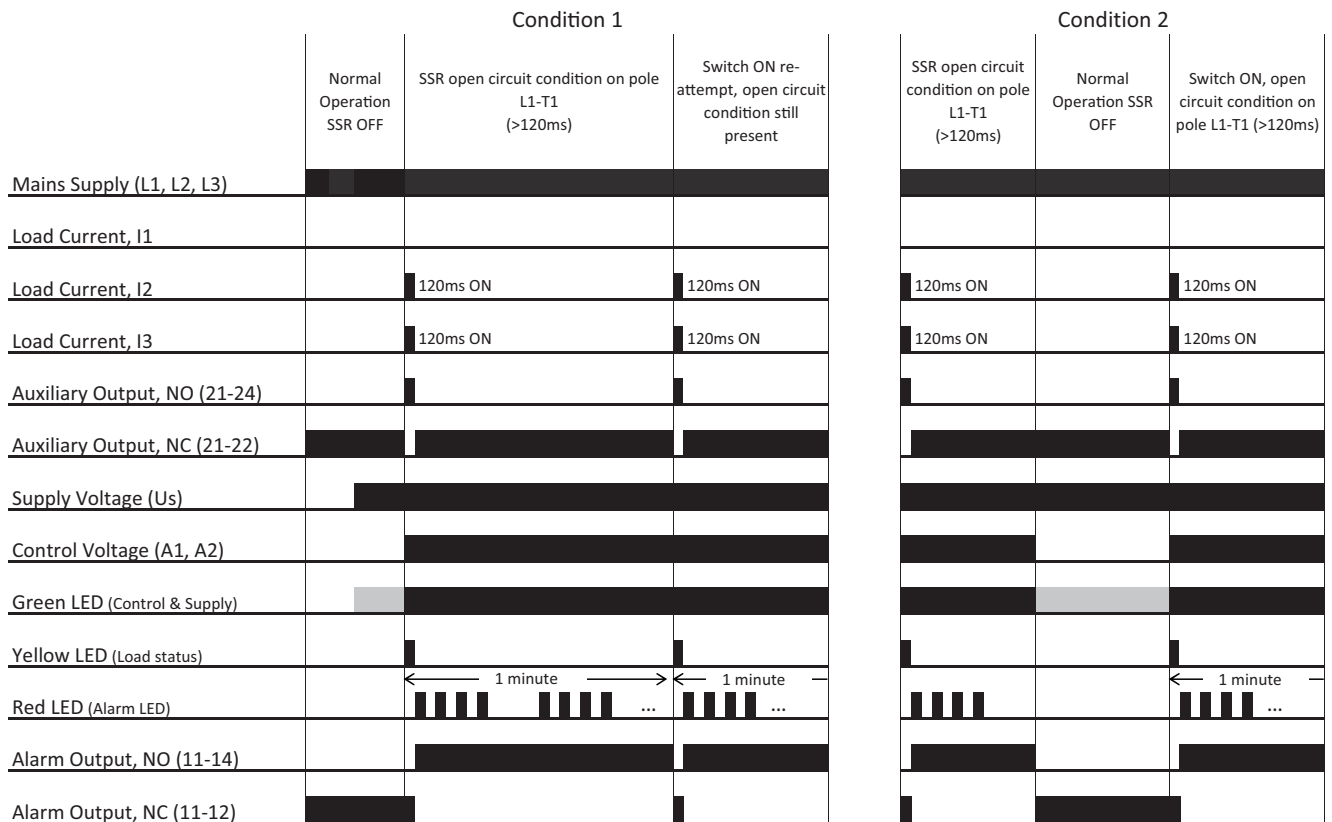 Condition 1
Condition 2
Normal
Operation
SSR OFF
SSR open circuit condition on pole
L1-T1
(>120ms)
Switch ON re-
attempt, open circuit
condition still
present
SSR open circuit
condition on pole
L1-T1
(>120ms)
Normal
Operation SSR
OFF
Switch ON, open
circuit condition on
pole L1-T1 (>120ms)
Mains Supply (L1, L2, L3)
Load Current, I1
Load Current, I2
120ms ON
120ms ON
120ms ON
120ms ON
Load Current, I3
120ms ON
120ms ON
120ms ON
120ms ON
Auxiliary Output, NO (21-24)
Auxiliary Output, NC (21-22)
Supply Voltage (Us)
Control Voltage (A1, A2)
Green LED (Control & Supply)
Yellow LED (Load status)
1 minute
1 minute
1 minute
Red LED (Alarm LED)
...
...
...
Alarm Output, NO (11-14)
Alarm Output, NC (11-12)